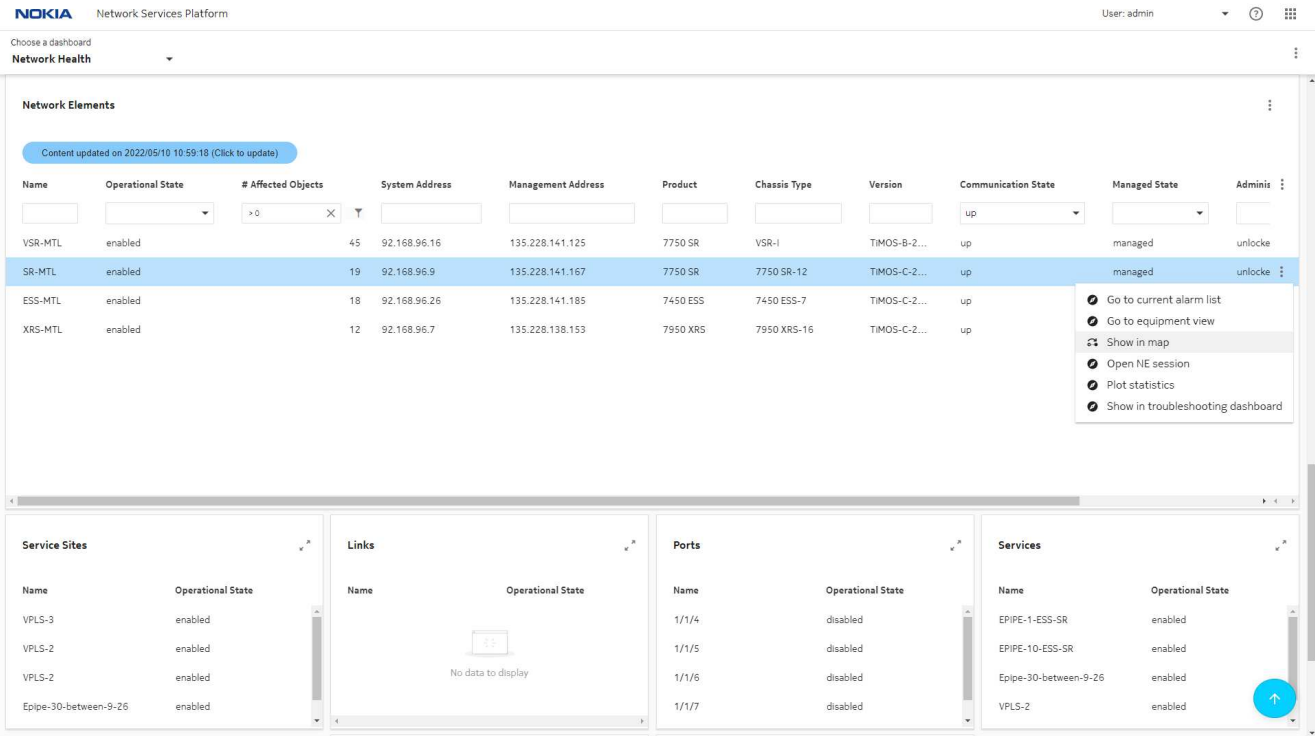 NOKIA Network Services Platform User: admin
Choose a dashboard
Network Health
Network Elements
Content updated on 2022/05/10 10:59:18 (Click to update)
Name Operational State # Affected Objects System Address Management Address Product Chassis Type Version Communication State Managed State Adminis
> 0 up
VSR-MTL enabled 45 92.168.96.16 135.228.141.125 7750 SR VSR-I TiMOS-B-2... up managed unlocke
SR-MTL enabled 19 92.168.96.9 135.228.141.167 7750 SR 7750 SR-12 TiMOS-C-2... up managed unlocke
ESS-MTL enabled 18 92.168.96.26 135.228.141.185 7450 ESS 7450 ESS-7 TiMOS-C-2... up
XRS-MTL enabled 12 92.168.96.7 135.228.138.153 7950 XRS 7950 XRS-16 TiMOS-C-2... up
Go to current alarm list
Go to equipment view
Show in map
Open NE session
Plot statistics
Show in troubleshooting dashboard
Service Sites
Name Operational State
VPLS-3 enabled
VPLS-2 enabled
VPLS-2 enabled
Epipe-30-between-9-26 enabled
Links
Name Operational State
No data to display
Ports
Name Operational State
1/1/4 disabled
1/1/5 disabled
1/1/6 disabled
1/1/7 disabled
Services
Name Operational State
EPIPE-1-ESS-SR enabled
EPIPE-10-ESS-SR enabled
Epipe-30-between-9-26 enabled
VPLS-2 enabled